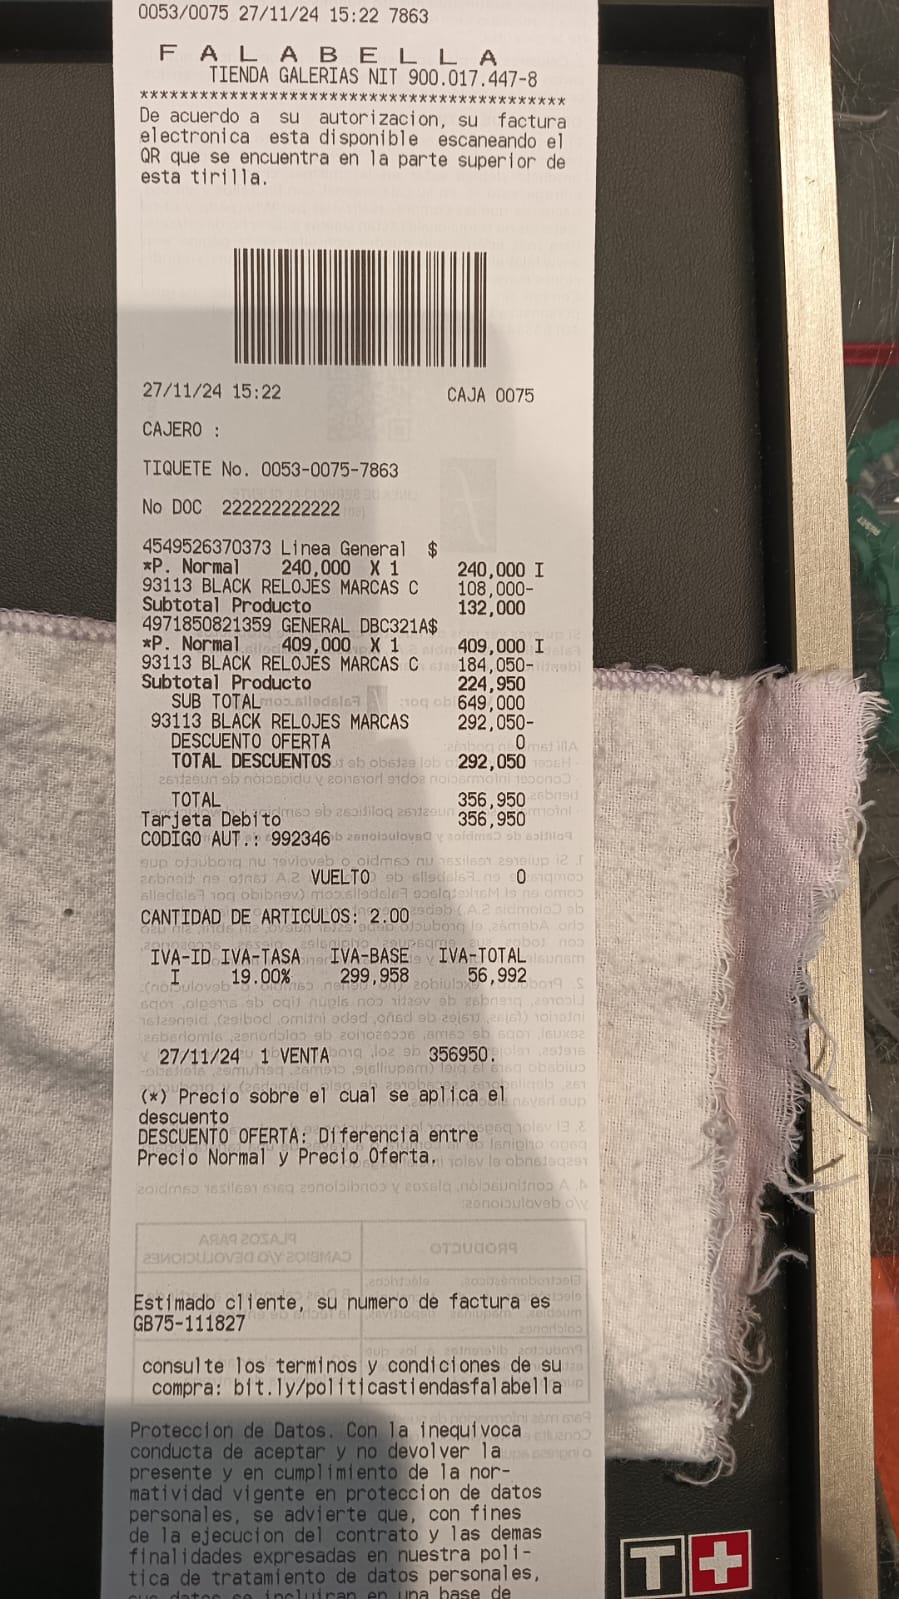 0053/0075 27/11/24 15:22 7863
F A L A B E L L A
TIENDA GALERIAS NIT 900.017.447-8
*******************************************
De acuerdo a su autorizacion, su factura
electronica esta disponible escaneando el
QR que se encuentra en la parte superior de
esta tirilla.
27/11/24 15:22 CAJA 0075
CAJERO :
TIQUETE No. 0053-0075-7863
No DOC 222222222222
4549526370373 Linea General $
*P. Normal 240,000 X 1 240,000 I
93113 BLACK RELOJES MARCAS C 108,000-
Subtotal Producto 132,000
4971850821359 GENERAL DBC321A$
*P. Normal 409,000 X 1 409,000 I
93113 BLACK RELOJES MARCAS C 184,050-
Subtotal Producto 224,950
SUB TOTAL 649,000
93113 BLACK RELOJES MARCAS 292,050-
DESCUENTO OFERTA 0
TOTAL DESCUENTOS 292,050
TOTAL 356,950
Tarjeta Debito 356,950
CODIGO AUT.: 992346
VUELTO 0
CANTIDAD DE ARTICULOS: 2.00
IVA-ID IVA-TASA IVA-BASE IVA-TOTAL
I 19.00% 299,958 56,992
27/11/24 1 VENTA 356950.
(*) Precio sobre el cual se aplica el
descuento
DESCUENTO OFERTA: Diferencia entre
Precio Normal y Precio Oferta.
Estimado cliente, su numero de factura es
GB75-111827
consulte los terminos y condiciones de su
compra: bit.ly/politicastiendasfalabella
Proteccion de Datos. Con la inequivoca
conducta de aceptar y no devolver la
presente y en cumplimiento de la nor-
matividad vigente en proteccion de datos
personales, se advierte que, con fines
de la ejecucion del contrato y las demas
finalidades expresadas en nuestra poli-
tica de tratamiento de datos personales,
sus datos se incluiran en una base de
T+